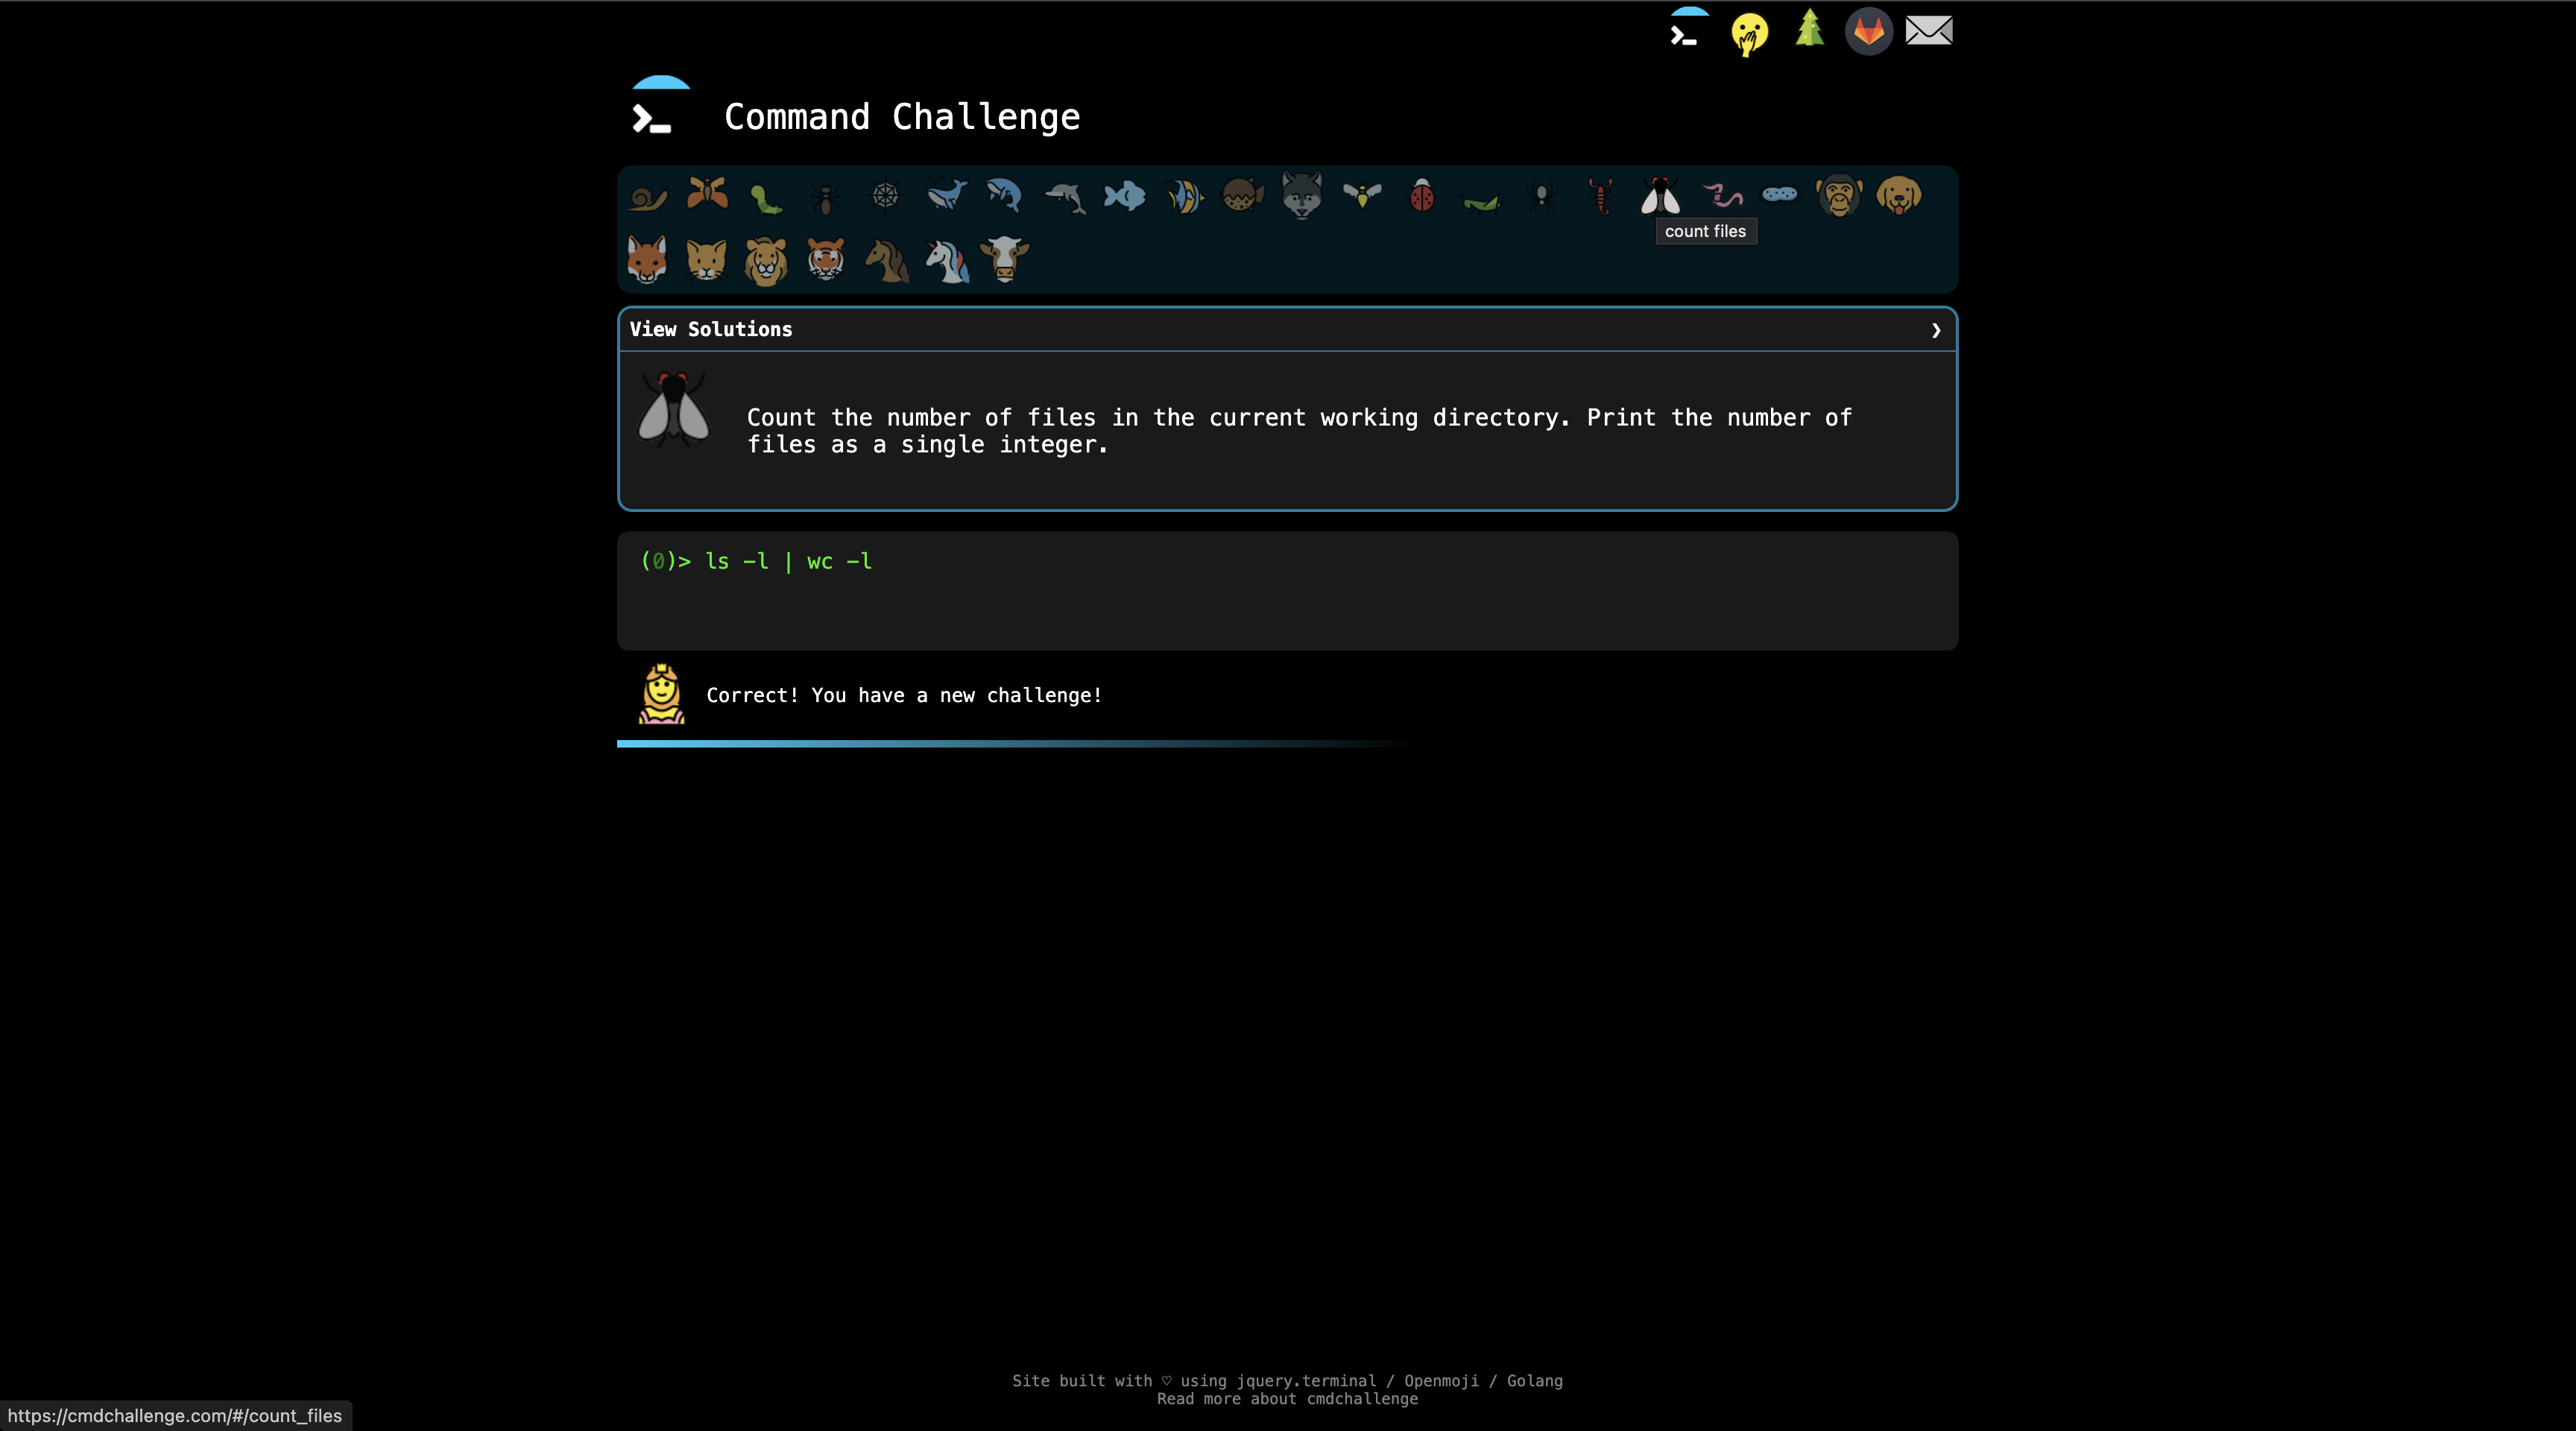 Command Challenge
count files
View Solutions ❯
Count the number of files in the current working directory. Print the number of
files as a single integer.
(0)> ls -l | wc -l
Correct! You have a new challenge!
Site built with ♡ using jquery.terminal / Openmoji / Golang
Read more about cmdchallenge
https://cmdchallenge.com/#/count_files